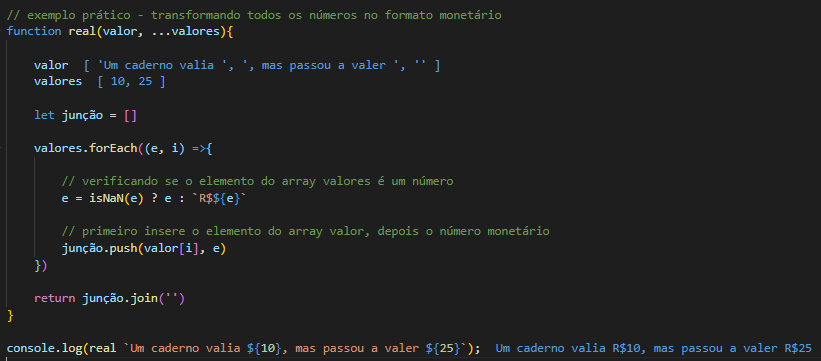 // exemplo prático - transformando todos os números no formato monetário
function real(valor, ...valores){
valor [ 'Um caderno valia ', ', mas passou a valer ', '' ]
valores [ 10, 25 ]
let junção = []
valores.forEach((e, i) =>{
// verificando se o elemento do array valores é um número
e = isNaN(e) ? e : `R$${e}`
// primeiro insere o elemento do array valor, depois o número monetário
junção.push(valor[i], e)
})
return junção.join('')
}
console.log(real `Um caderno valia ${10}, mas passou a valer ${25}`); Um caderno valia R$10, mas passou a valer R$25